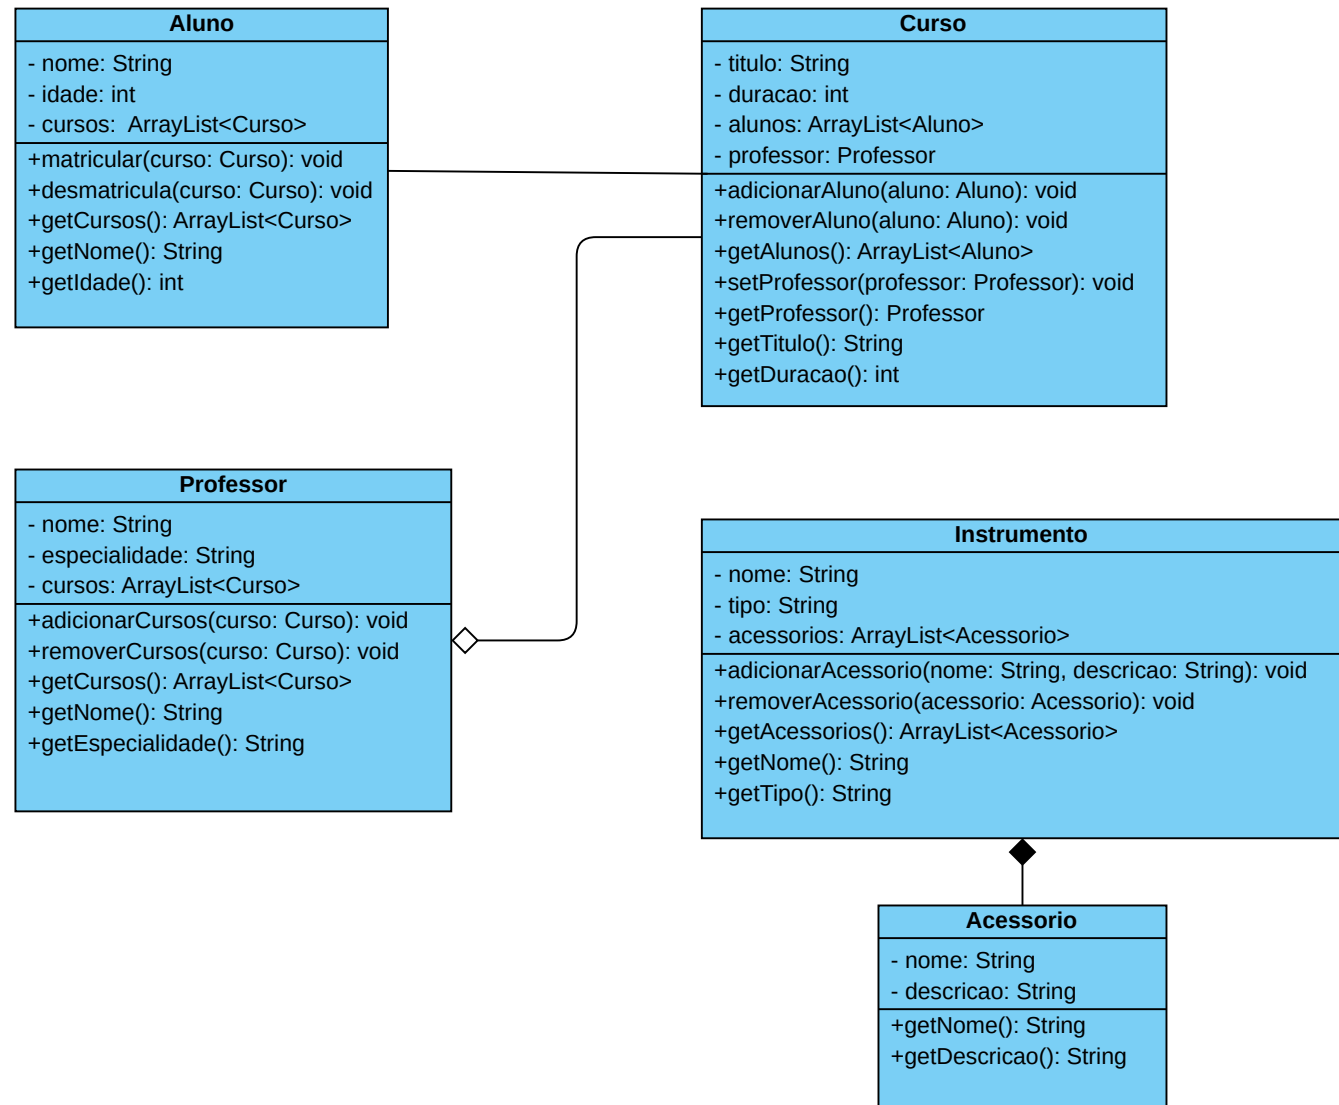 Aluno
- nome: String
- idade: int
- cursos:  ArrayList<Curso>
+matricular(curso: Curso): void
+desmatricula(curso: Curso): void
+getCursos(): ArrayList<Curso>
+getNome(): String
+getIdade(): int
Curso
- titulo: String
- duracao: int
- alunos: ArrayList<Aluno>
- professor: Professor
+adicionarAluno(aluno: Aluno): void
+removerAluno(aluno: Aluno): void
+getAlunos(): ArrayList<Aluno>
+setProfessor(professor: Professor): void
+getProfessor(): Professor
+getTitulo(): String
+getDuracao(): int
Professor
- nome: String
- especialidade: String
- cursos: ArrayList<Curso>
+adicionarCursos(curso: Curso): void
+removerCursos(curso: Curso): void
+getCursos(): ArrayList<Curso>
+getNome(): String
+getEspecialidade(): String
Instrumento
- nome: String
- tipo: String
- acessorios: ArrayList<Acessorio>
+adicionarAcessorio(nome: String, descricao: String): void
+removerAcessorio(acessorio: Acessorio): void
+getAcessorios(): ArrayList<Acessorio>
+getNome(): String
+getTipo(): String
Acessorio
- nome: String
- descricao: String
+getNome(): String
+getDescricao(): String